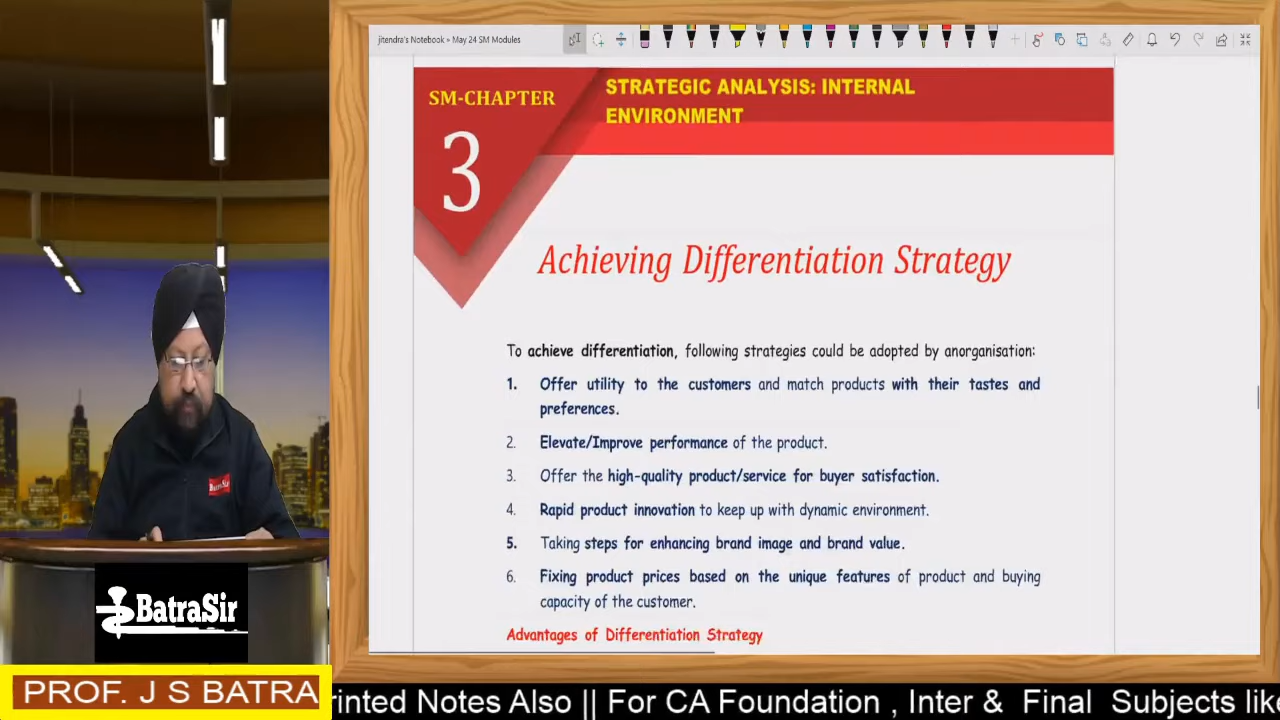 jitendra's Notebook » May 24 SM Modules
SM-CHAPTER
3
STRATEGIC ANALYSIS: INTERNAL
ENVIRONMENT
Achieving Differentiation Strategy
To achieve differentiation, following strategies could be adopted by anorganisation:
1. Offer utility to the customers and match products with their tastes and
preferences.
2. Elevate/Improve performance of the product.
3. Offer the high-quality product/service for buyer satisfaction.
4. Rapid product innovation to keep up with dynamic environment.
5. Taking steps for enhancing brand image and brand value.
6. Fixing product prices based on the unique features of product and buying
capacity of the customer.
Advantages of Differentiation Strategy
BatraSir
BatraSir
PROF. J S BATRA
rinted Notes Also || For CA Foundation , Inter & Final Subjects like